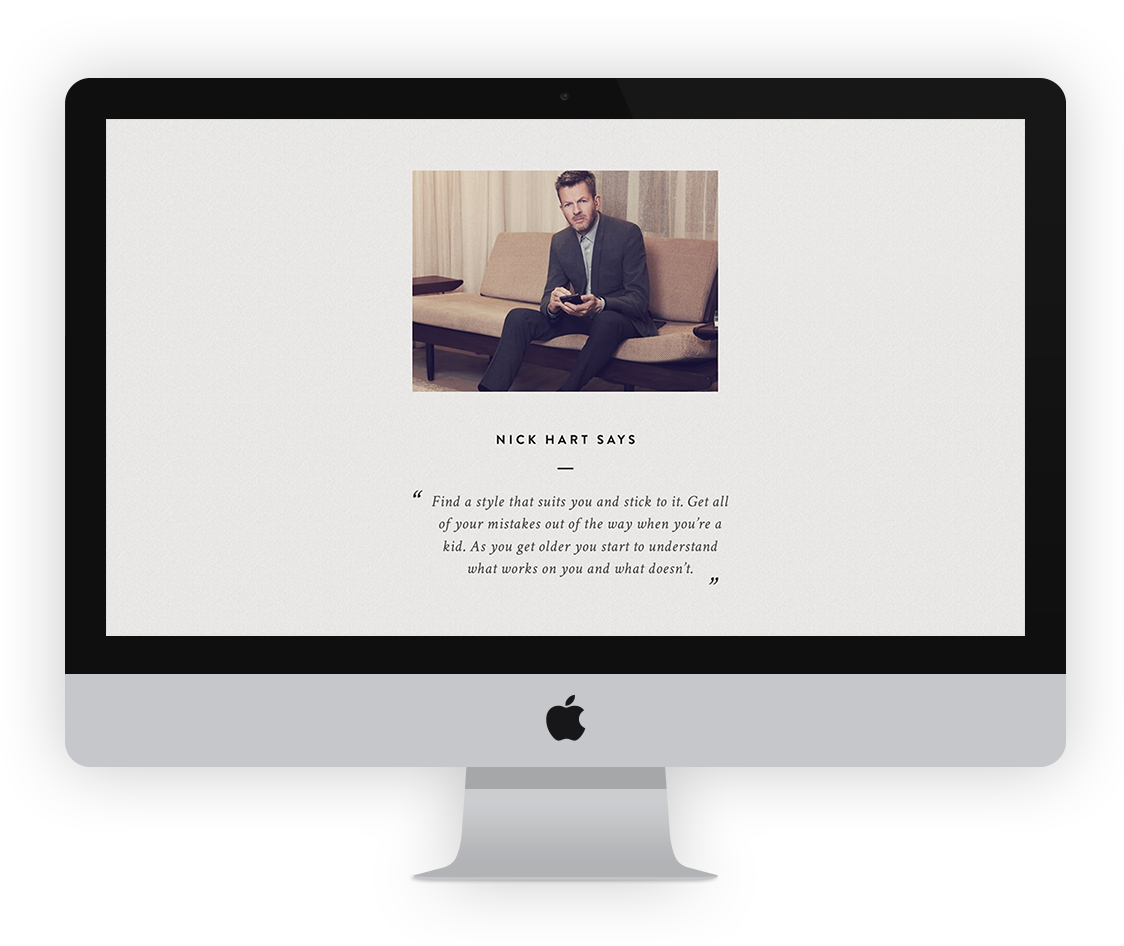 NICK HART SAYS
“ Find a style that suits you and stick to it. Get all
of your mistakes out of the way when you’re a
kid. As you get older you start to understand
what works on you and what doesn’t. ”